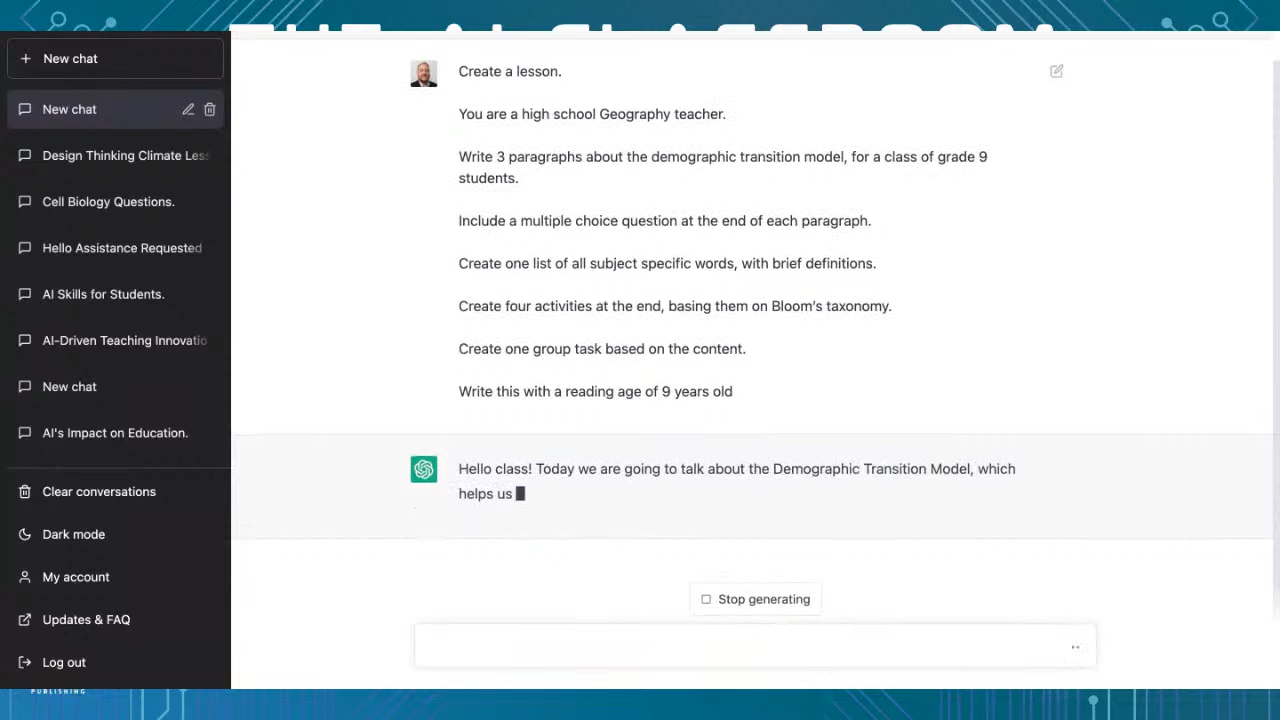 New chat
New chat
Design Thinking Climate Less
Cell Biology Questions.
Hello Assistance Requested
AI Skills for Students.
AI-Driven Teaching Innovatio
New chat
AI's Impact on Education.
Clear conversations
Dark mode
My account
Updates & FAQ
Log out
PUBLISHING
Create a lesson.
You are a high school Geography teacher.
Write 3 paragraphs about the demographic transition model, for a class of grade 9
students.
Include a multiple choice question at the end of each paragraph.
Create one list of all subject specific words, with brief definitions.
Create four activities at the end, basing them on Bloom's taxonomy.
Create one group task based on the content.
Write this with a reading age of 9 years old
Hello class! Today we are going to talk about the Demographic Transition Model, which
helps us
Stop generating